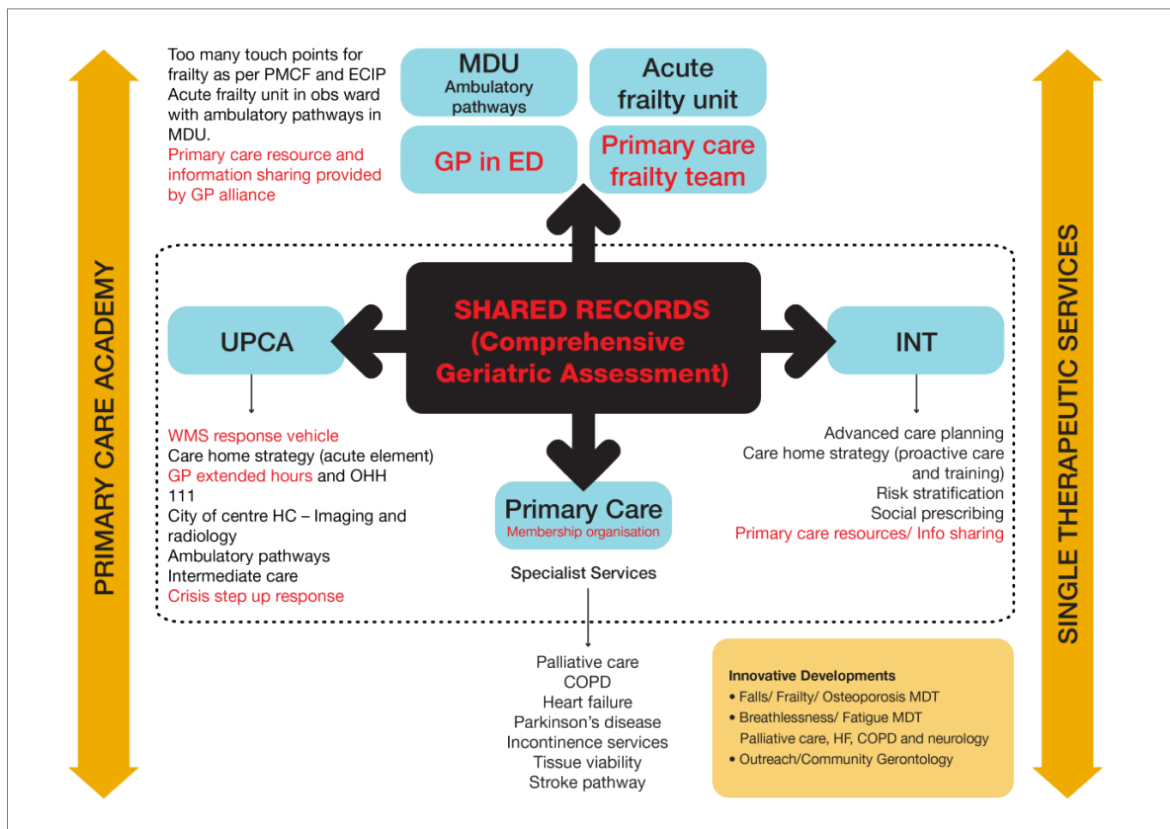 Too many touch points for
frailty as per PMCF and ECIP
Acute frailty unit in obs ward
with ambulatory pathways in
MDU.
Primary care resource and
information sharing provided
by GP alliance
MDU
Ambulatory
pathways
Acute
frailty unit
GP in ED
Primary care
frailty team
PRIMARY CARE ACADEMY
SINGLE THERAPEUTIC SERVICES
SHARED RECORDS
(Comprehensive
Geriatric Assessment)
UPCA
INT
WMS response vehicle
Care home strategy (acute element)
GP extended hours and OHH
111
City of centre HC – Imaging and
radiology
Ambulatory pathways
Intermediate care
Crisis step up response
Primary Care
Membership organisation
Specialist Services
Advanced care planning
Care home strategy (proactive care
and training)
Risk stratification
Social prescribing
Primary care resources/ Info sharing
Palliative care
COPD
Heart failure
Parkinson's disease
Incontinence services
Tissue viability
Stroke pathway
Innovative Developments
• Falls/ Frailty/ Osteoporosis MDT
• Breathlessness/ Fatigue MDT
Palliative care, HF, COPD and neurology
• Outreach/Community Gerontology